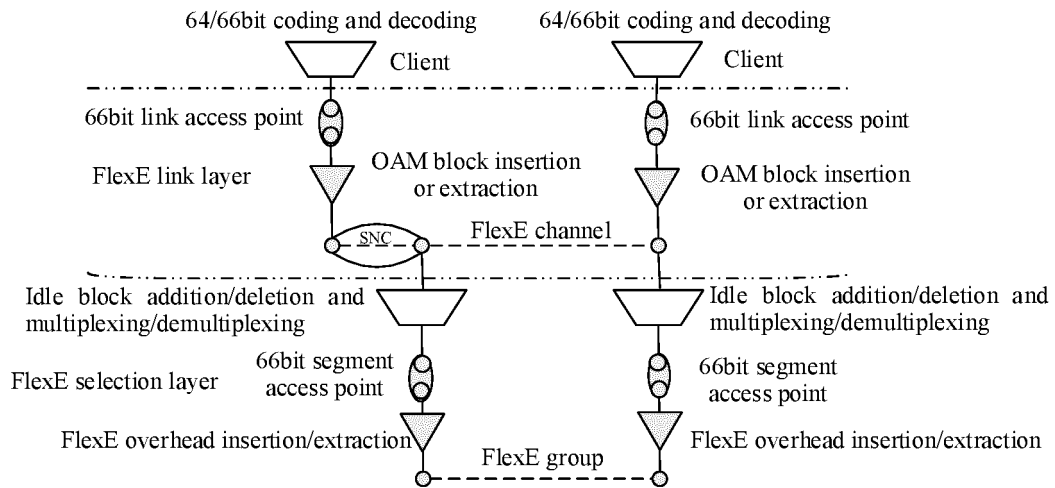 64/66bit coding and decoding
64/66bit coding and decoding
Client
Client
66bit link access point
66bit link access point
FlexE link layer
OAM block insertion
or extraction
OAM block insertion
or extraction
SNC
FlexE channel
Idle block addition/deletion and
multiplexing/demultiplexing
Idle block addition/deletion and
multiplexing/demultiplexing
66bit segment
access point
66bit segment
access point
FlexE selection layer
FlexE overhead insertion/extraction
FlexE overhead insertion/extraction
FlexE group